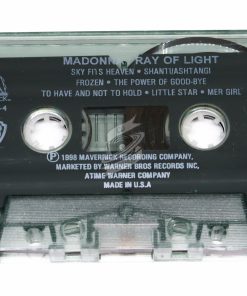 MADONNA RAY OF LIGHT
SKY FITS HEAVEN • SHANTI/ASHTANGI
FROZEN • THE POWER OF GOOD-BYE
TO HAVE AND NOT TO HOLD • LITTLE STAR • MER GIRL
℗ 1998 MAVERICK RECORDING COMPANY,
MARKETED BY WARNER BROS RECORDS INC.,
A TIME WARNER COMPANY
MADE IN U.S.A